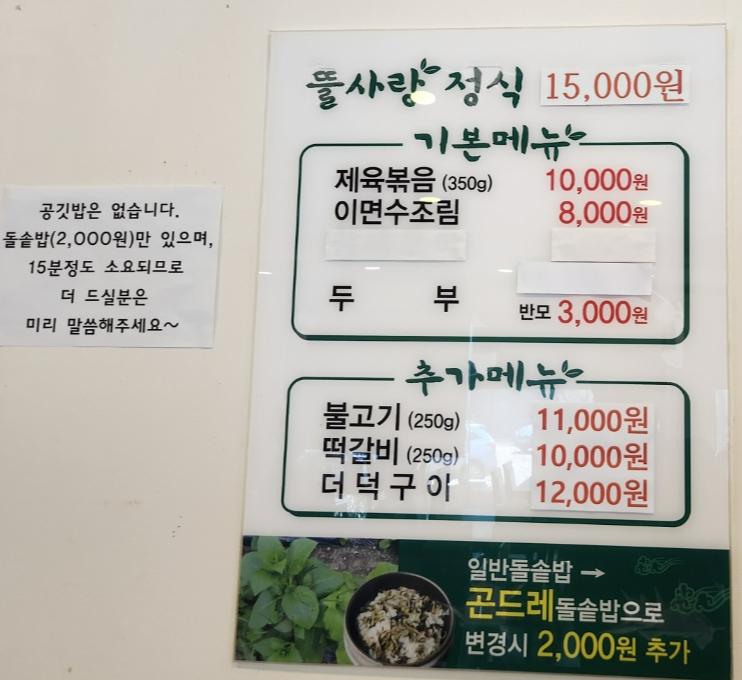 뜰사랑 정식 15,000원
기본메뉴
제육볶음 (350g) 10,000원
이면수조림 8,000원
두 부 반모 3,000원
추가메뉴
불고기 (250g) 11,000원
떡갈비 (250g) 10,000원
더덕구이 12,000원
일반돌솥밥 →
곤드레돌솥밥으로
변경시 2,000원 추가
공깃밥은 없습니다.
돌솥밥(2,000원)만 있으며,
15분정도 소요되므로
더 드실분은
미리 말씀해주세요~